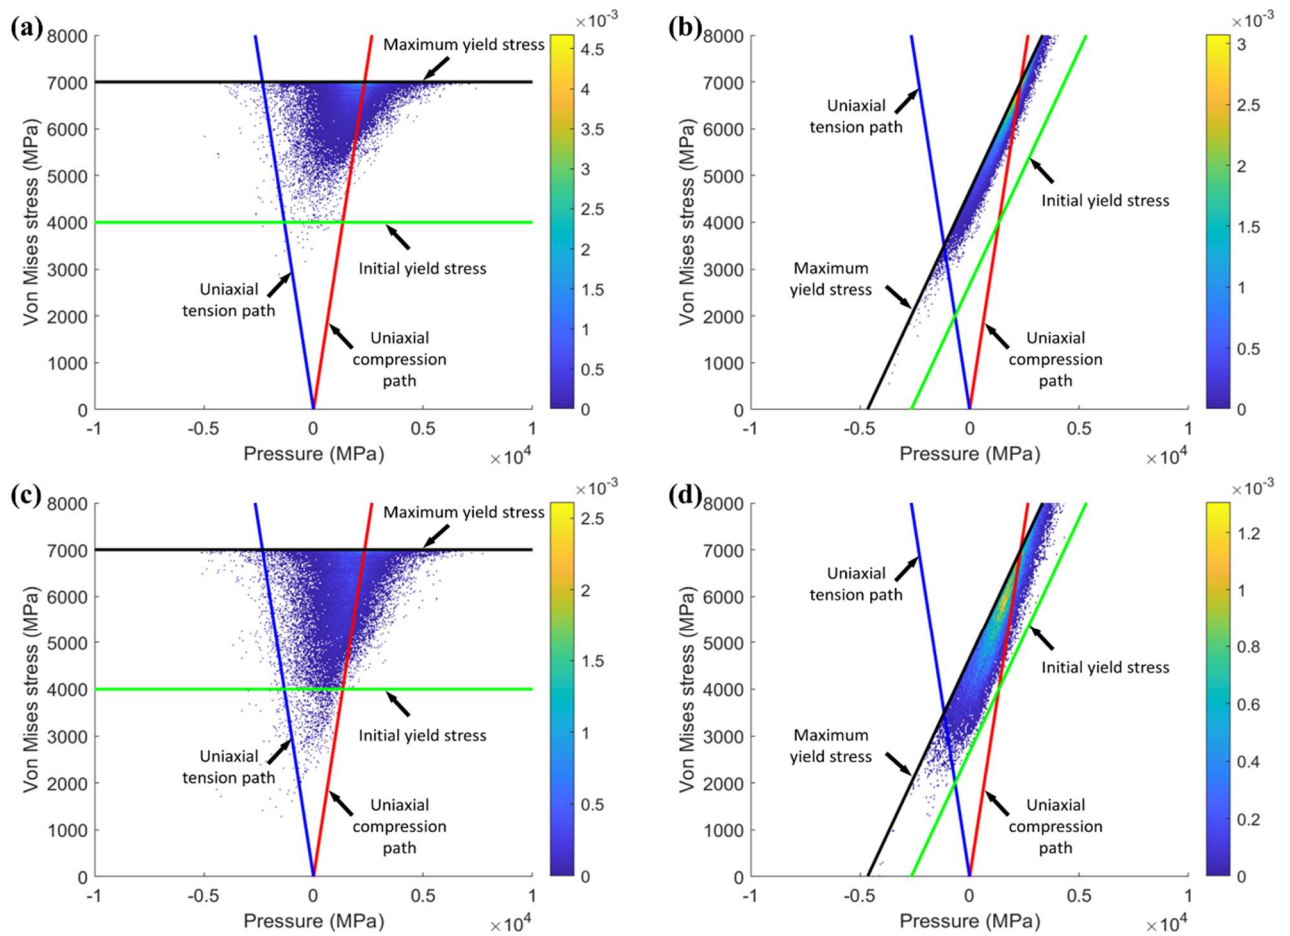 (a)
×10⁻³
8000
7000
6000
5000
4000
3000
2000
1000
0
Von Mises stress (MPa)
Maximum yield stress
Initial yield stress
Uniaxial
tension path
Uniaxial
compression
path
-1
-0.5
0
0.5
1
Pressure (MPa)
×10⁴
4.5
4
3.5
3
2.5
2
1.5
1
0.5
0
(b)
×10⁻³
8000
7000
6000
5000
4000
3000
2000
1000
0
Von Mises stress (MPa)
Uniaxial
tension path
Initial yield stress
Maximum
yield stress
Uniaxial
compression
path
-1
-0.5
0
0.5
1
Pressure (MPa)
×10⁴
3
2.5
2
1.5
1
0.5
0
(c)
×10⁻³
8000
7000
6000
5000
4000
3000
2000
1000
0
Von Mises stress (MPa)
Maximum yield stress
Initial yield stress
Uniaxial
tension path
Uniaxial
compression
path
-1
-0.5
0
0.5
1
Pressure (MPa)
×10⁴
2.5
2
1.5
1
0.5
0
(d)
×10⁻³
8000
7000
6000
5000
4000
3000
2000
1000
0
Von Mises stress (MPa)
Uniaxial
tension path
Initial yield stress
Maximum
yield stress
Uniaxial
compression
path
-1
-0.5
0
0.5
1
Pressure (MPa)
×10⁴
1.2
1
0.8
0.6
0.4
0.2
0